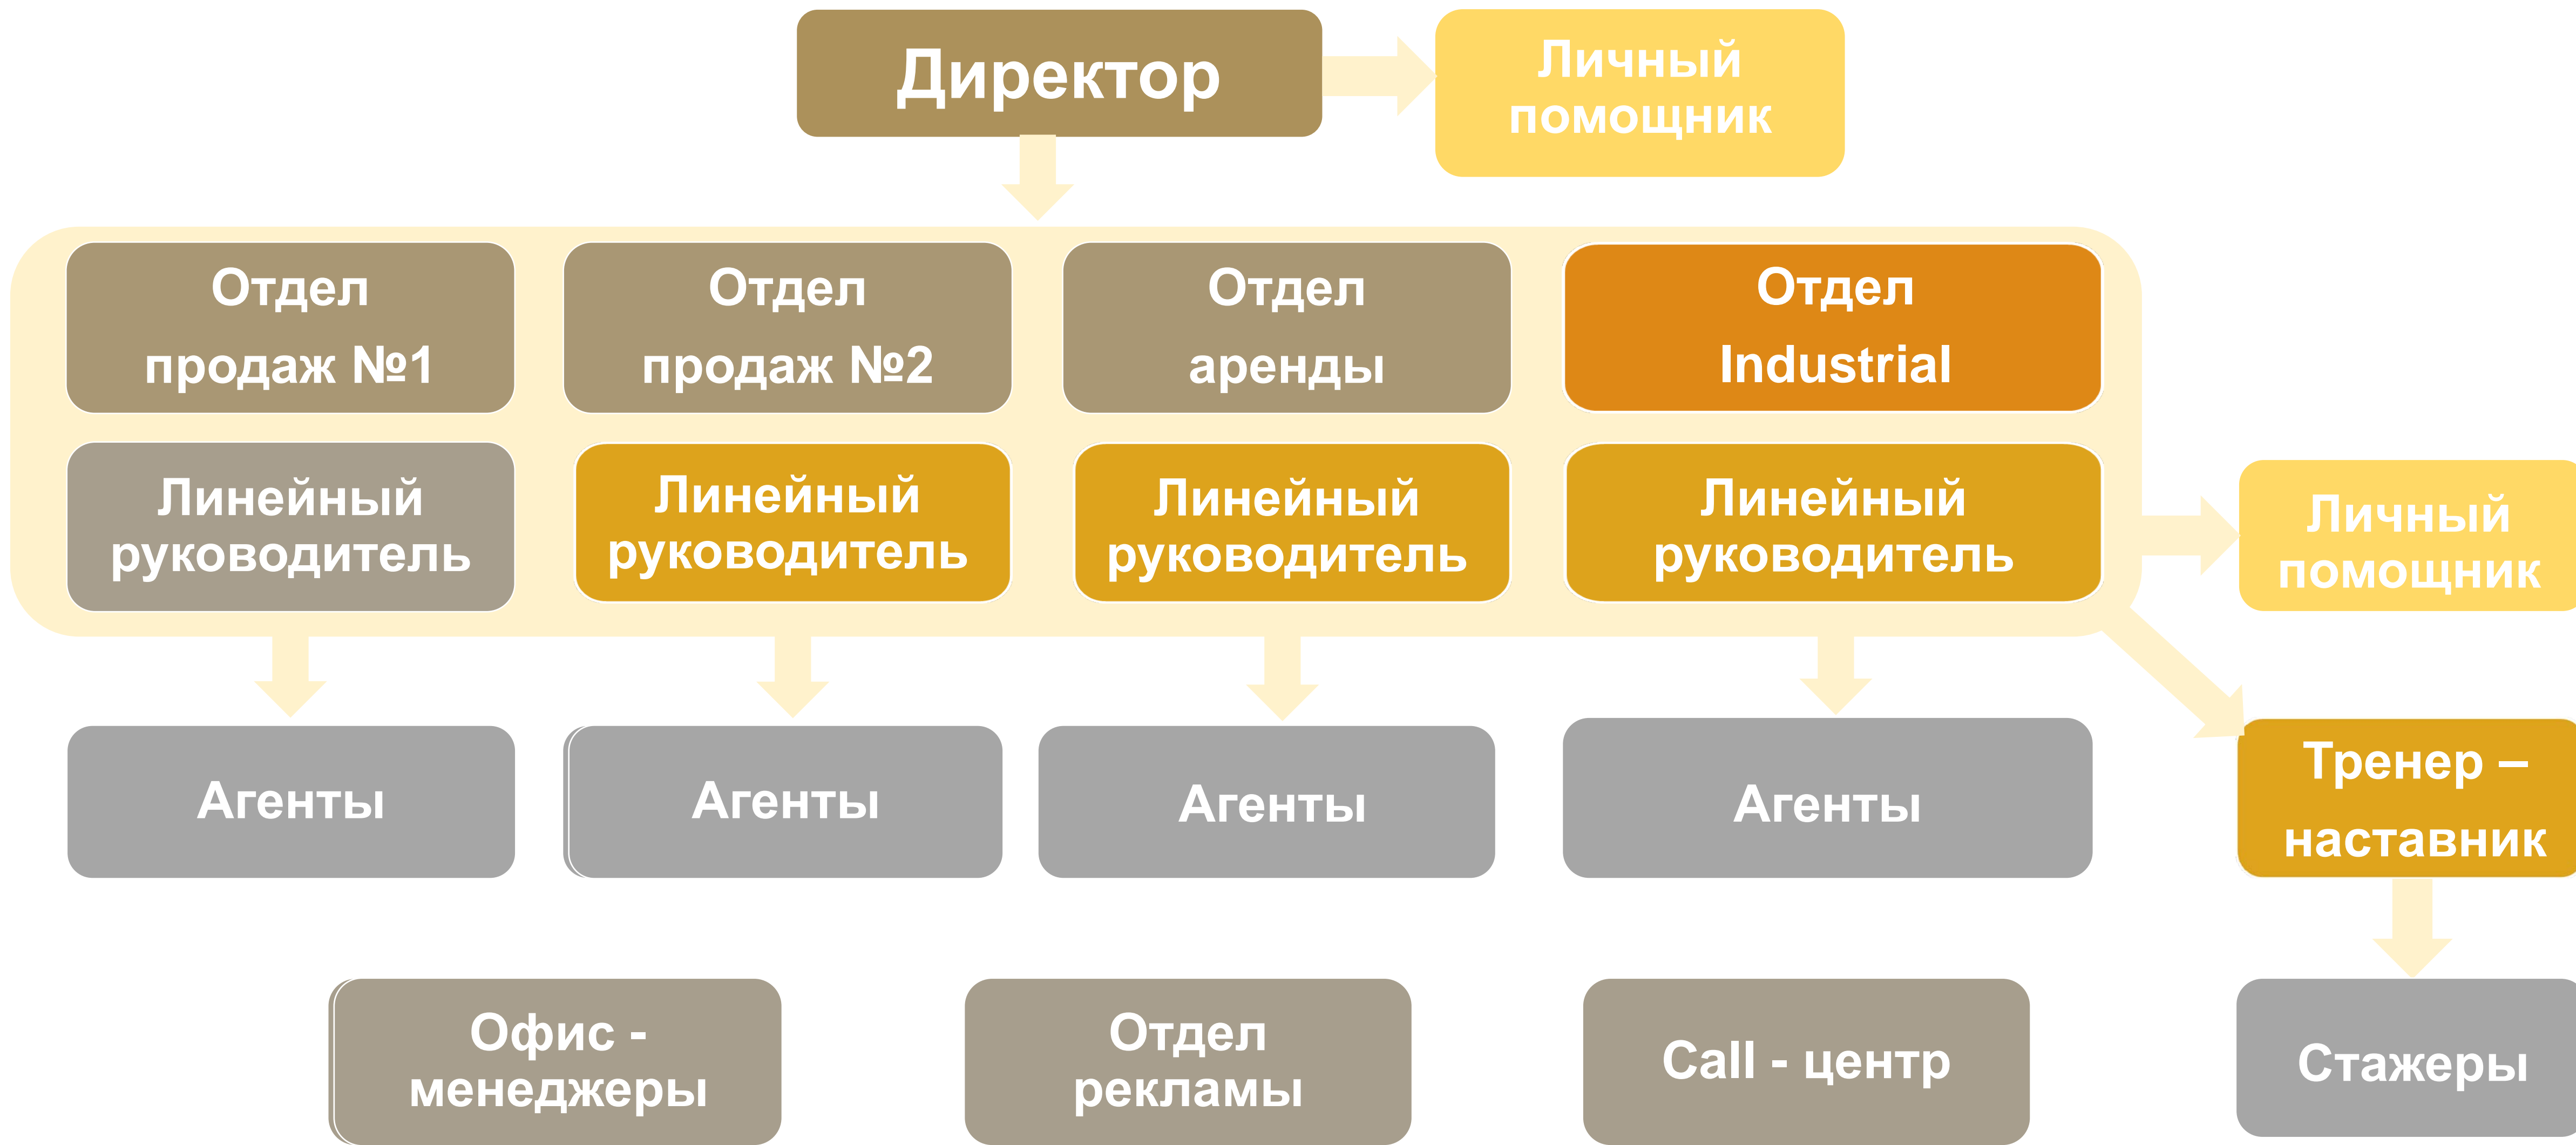 Директор
Личный
помощник
Отдел
продаж №1
Отдел
продаж №2
Отдел
аренды
Отдел
Industrial
Линейный
руководитель
Линейный
руководитель
Линейный
руководитель
Линейный
руководитель
Личный
помощник
Агенты
Агенты
Агенты
Агенты
Тренер –
наставник
Офис -
менеджеры
Отдел
рекламы
Call - центр
Стажеры